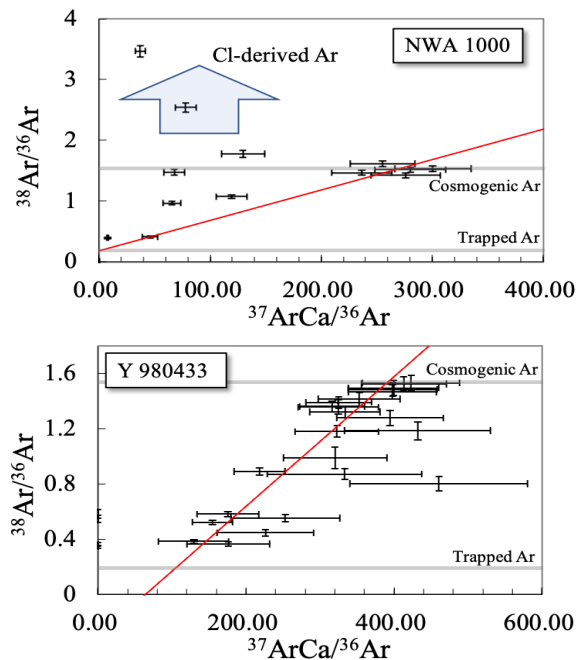 4
NWA 1000
Cl-derived Ar
3
³⁸Ar/³⁶Ar
2
Cosmogenic Ar
1
Trapped Ar
0
0.00 100.00 200.00 300.00 400.00
³⁷ArCa/³⁶Ar
Y 980433
Cosmogenic Ar
1.6
1.2
³⁸Ar/³⁶Ar
0.8
0.4
Trapped Ar
0
0.00 200.00 400.00 600.00
³⁷ArCa/³⁶Ar